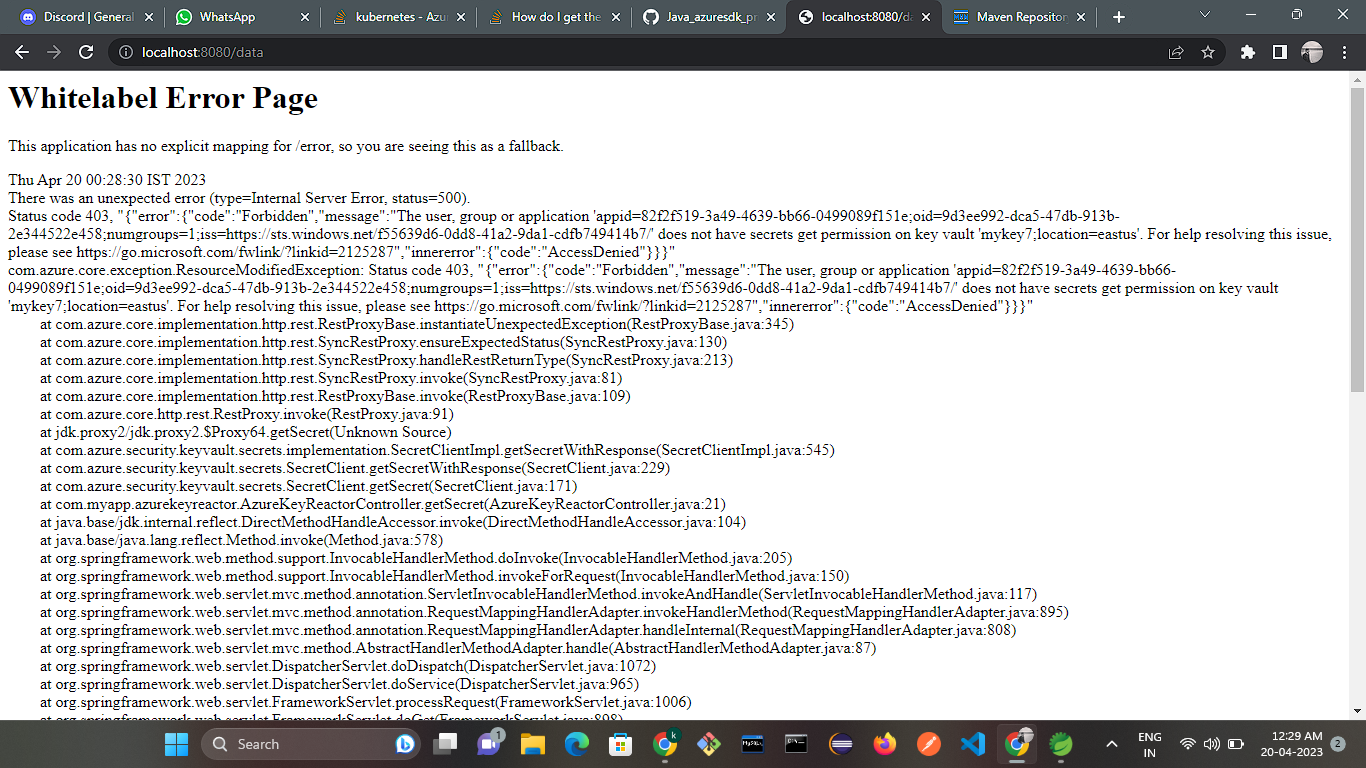 Discord | General
WhatsApp
kubernetes - Azu
How do I get the
Java_azuresdk_pr
localhost:8080/da
Maven Repository
localhost:8080/data
Whitelabel Error Page
This application has no explicit mapping for /error, so you are seeing this as a fallback.
Thu Apr 20 00:28:30 IST 2023
There was an unexpected error (type=Internal Server Error, status=500).
Status code 403, "{"error":{"code":"Forbidden","message":"The user, group or application 'appid=82f2f519-3a49-4639-bb66-0499089f151e;oid=9d3ee992-dca5-47db-913b-
2e344522e458;numgroups=1;iss=https://sts.windows.net/f55639d6-0dd8-41a2-9da1-cdfb749414b7/' does not have secrets get permission on key vault 'mykey7;location=eastus'. For help resolving this issue,
please see https://go.microsoft.com/fwlink/?linkid=2125287","innererror":{"code":"AccessDenied"}}}"
com.azure.core.exception.ResourceModifiedException: Status code 403, "{"error":{"code":"Forbidden","message":"The user, group or application 'appid=82f2f519-3a49-4639-bb66-
0499089f151e;oid=9d3ee992-dca5-47db-913b-2e344522e458;numgroups=1;iss=https://sts.windows.net/f55639d6-0dd8-41a2-9da1-cdfb749414b7/' does not have secrets get permission on key vault
'mykey7;location=eastus'. For help resolving this issue, please see https://go.microsoft.com/fwlink/?linkid=2125287","innererror":{"code":"AccessDenied"}}}"
at com.azure.core.implementation.http.rest.RestProxyBase.instantiateUnexpectedException(RestProxyBase.java:345)
at com.azure.core.implementation.http.rest.SyncRestProxy.ensureExpectedStatus(SyncRestProxy.java:130)
at com.azure.core.implementation.http.rest.SyncRestProxy.handleRestReturnType(SyncRestProxy.java:213)
at com.azure.core.implementation.http.rest.SyncRestProxy.invoke(SyncRestProxy.java:81)
at com.azure.core.implementation.http.rest.RestProxyBase.invoke(RestProxyBase.java:109)
at com.azure.core.http.rest.RestProxy.invoke(RestProxy.java:91)
at jdk.proxy2/jdk.proxy2.$Proxy64.getSecret(Unknown Source)
at com.azure.security.keyvault.secrets.implementation.SecretClientImpl.getSecretWithResponse(SecretClientImpl.java:545)
at com.azure.security.keyvault.secrets.SecretClient.getSecretWithResponse(SecretClient.java:229)
at com.azure.security.keyvault.secrets.SecretClient.getSecret(SecretClient.java:171)
at com.myapp.azurekeyreactor.AzureKeyReactorController.getSecret(AzureKeyReactorController.java:21)
at java.base/jdk.internal.reflect.DirectMethodHandleAccessor.invoke(DirectMethodHandleAccessor.java:104)
at java.base/java.lang.reflect.Method.invoke(Method.java:578)
at org.springframework.web.method.support.InvocableHandlerMethod.doInvoke(InvocableHandlerMethod.java:205)
at org.springframework.web.method.support.InvocableHandlerMethod.invokeForRequest(InvocableHandlerMethod.java:150)
at org.springframework.web.servlet.mvc.method.annotation.ServletInvocableHandlerMethod.invokeAndHandle(ServletInvocableHandlerMethod.java:117)
at org.springframework.web.servlet.mvc.method.annotation.RequestMappingHandlerAdapter.invokeHandlerMethod(RequestMappingHandlerAdapter.java:895)
at org.springframework.web.servlet.mvc.method.annotation.RequestMappingHandlerAdapter.handleInternal(RequestMappingHandlerAdapter.java:808)
at org.springframework.web.servlet.mvc.method.AbstractHandlerMethodAdapter.handle(AbstractHandlerMethodAdapter.java:87)
at org.springframework.web.servlet.DispatcherServlet.doDispatch(DispatcherServlet.java:1072)
at org.springframework.web.servlet.DispatcherServlet.doService(DispatcherServlet.java:965)
at org.springframework.web.servlet.FrameworkServlet.processRequest(FrameworkServlet.java:1006)
at org.springframework.web.servlet.FrameworkServlet.doGet(FrameworkServlet.java:898)
Search
1
k
MySQL
ENG
IN
12:29 AM
20-04-2023
2